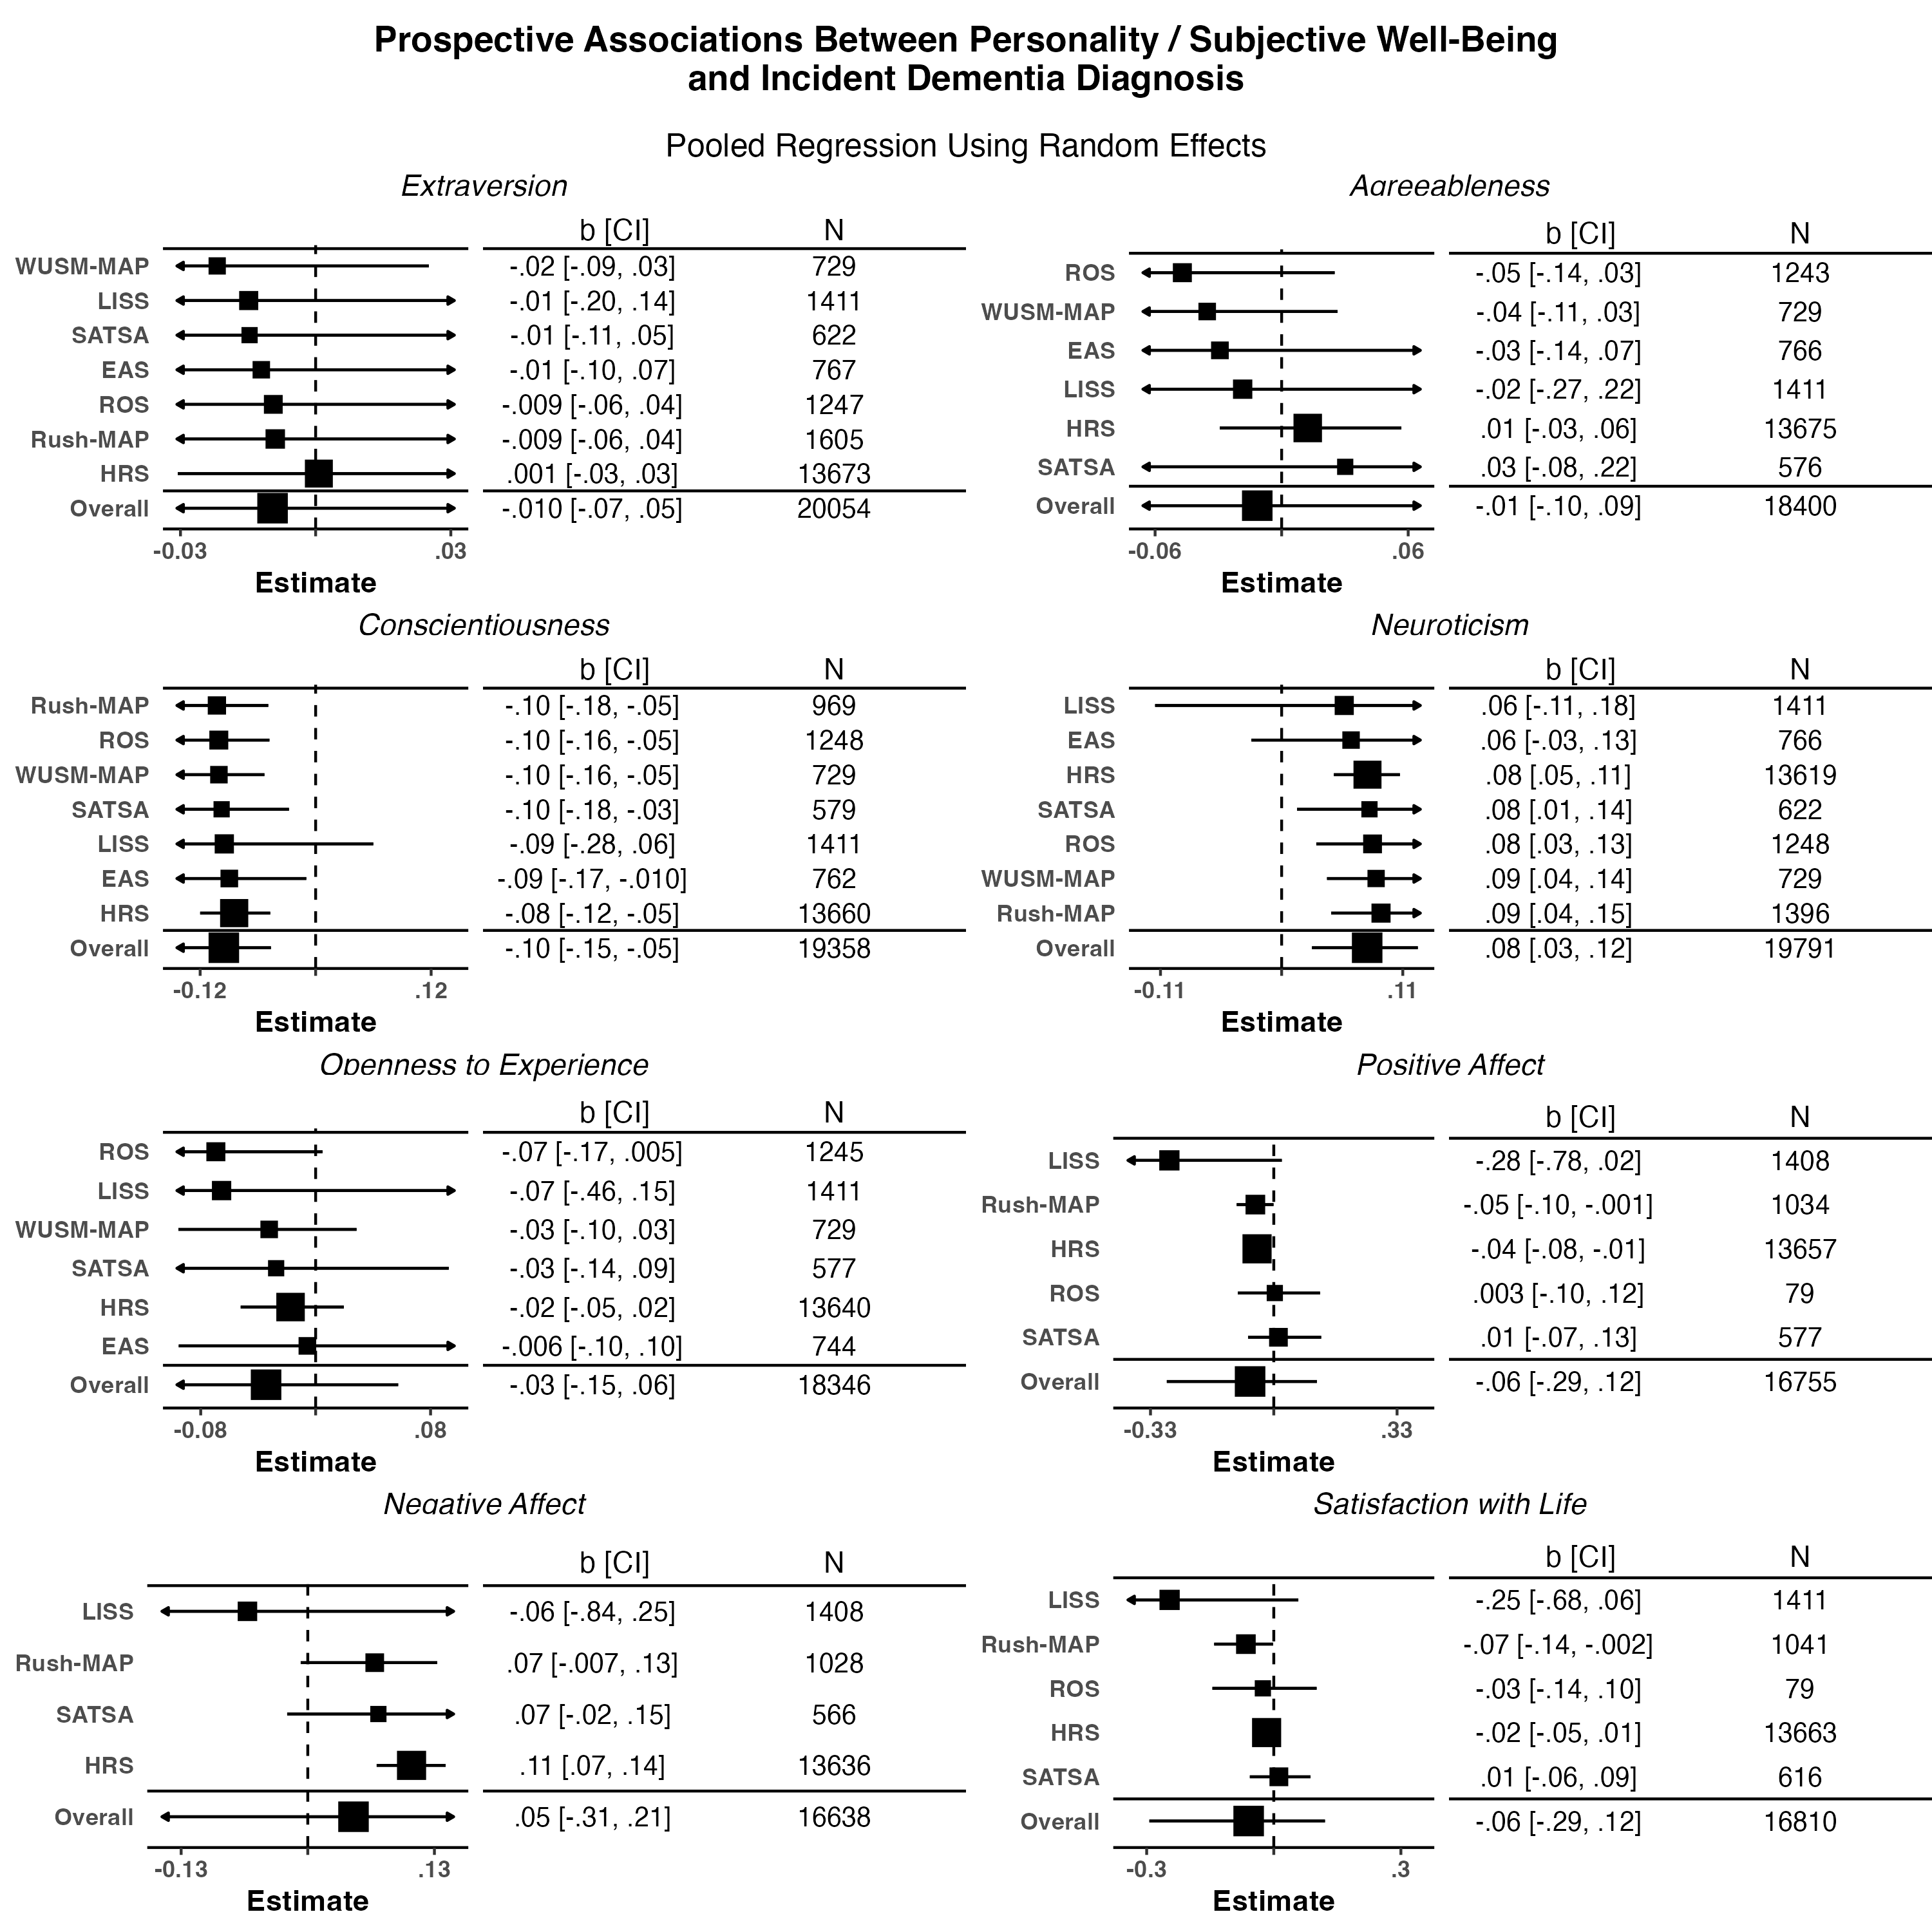 Prospective Associations Between Personality / Subjective Well-Being
and Incident Dementia Diagnosis
Pooled Regression Using Random Effects
Extraversion
b [CI] N
WUSM-MAP -.02 [-.09, .03] 729
LISS -.01 [-.20, .14] 1411
SATSA -.01 [-.11, .05] 622
EAS -.01 [-.10, .07] 767
ROS -.009 [-.06, .04] 1247
Rush-MAP -.009 [-.06, .04] 1605
HRS .001 [-.03, .03] 13673
Overall -.010 [-.07, .05] 20054
-0.03 .03
Estimate
Agreeableness
b [CI] N
ROS -.05 [-.14, .03] 1243
WUSM-MAP -.04 [-.11, .03] 729
EAS -.03 [-.14, .07] 766
LISS -.02 [-.27, .22] 1411
HRS .01 [-.03, .06] 13675
SATSA .03 [-.08, .22] 576
Overall -.01 [-.10, .09] 18400
-0.06 .06
Estimate
Conscientiousness
b [CI] N
Rush-MAP -.10 [-.18, -.05] 969
ROS -.10 [-.16, -.05] 1248
WUSM-MAP -.10 [-.16, -.05] 729
SATSA -.10 [-.18, -.03] 579
LISS -.09 [-.28, .06] 1411
EAS -.09 [-.17, -.010] 762
HRS -.08 [-.12, -.05] 13660
Overall -.10 [-.15, -.05] 19358
-0.12 .12
Estimate
Neuroticism
b [CI] N
LISS .06 [-.11, .18] 1411
EAS .06 [-.03, .13] 766
HRS .08 [.05, .11] 13619
SATSA .08 [.01, .14] 622
ROS .08 [.03, .13] 1248
WUSM-MAP .09 [.04, .14] 729
Rush-MAP .09 [.04, .15] 1396
Overall .08 [.03, .12] 19791
-0.11 .11
Estimate
Openness to Experience
b [CI] N
ROS -.07 [-.17, .005] 1245
LISS -.07 [-.46, .15] 1411
WUSM-MAP -.03 [-.10, .03] 729
SATSA -.03 [-.14, .09] 577
HRS -.02 [-.05, .02] 13640
EAS -.006 [-.10, .10] 744
Overall -.03 [-.15, .06] 18346
-0.08 .08
Estimate
Positive Affect
b [CI] N
LISS -.28 [-.78, .02] 1408
Rush-MAP -.05 [-.10, -.001] 1034
HRS -.04 [-.08, -.01] 13657
ROS .003 [-.10, .12] 79
SATSA .01 [-.07, .13] 577
Overall -.06 [-.29, .12] 16755
-0.33 .33
Estimate
Negative Affect
b [CI] N
LISS -.06 [-.84, .25] 1408
Rush-MAP .07 [-.007, .13] 1028
SATSA .07 [-.02, .15] 566
HRS .11 [.07, .14] 13636
Overall .05 [-.31, .21] 16638
-0.13 .13
Estimate
Satisfaction with Life
b [CI] N
LISS -.25 [-.68, .06] 1411
Rush-MAP -.07 [-.14, -.002] 1041
ROS -.03 [-.14, .10] 79
HRS -.02 [-.05, .01] 13663
SATSA .01 [-.06, .09] 616
Overall -.06 [-.29, .12] 16810
-0.3 .3
Estimate